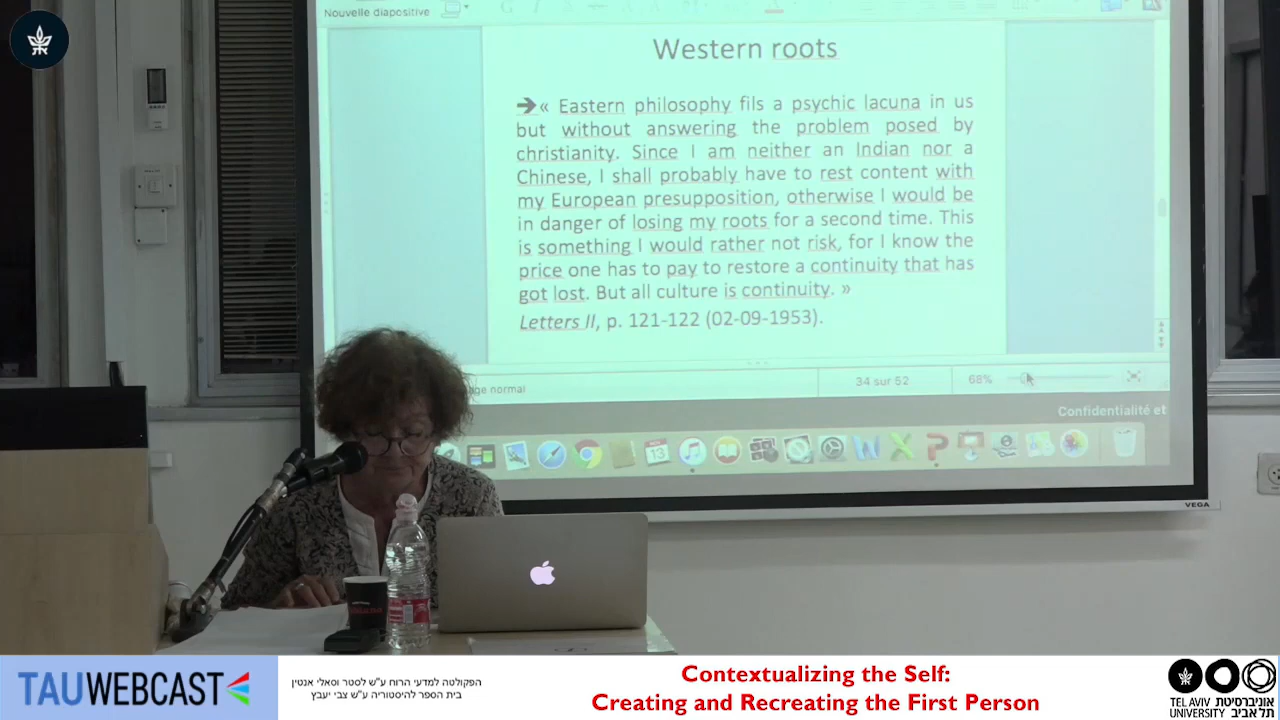 Nouvelle diapositive
Western roots
➔« Eastern philosophy fils a psychic lacuna in us
but without answering the problem posed by
christianity. Since I am neither an Indian nor a
Chinese, I shall probably have to rest content with
my European presupposition, otherwise I would be
in danger of losing my roots for a second time. This
is something I would rather not risk, for I know the
price one has to pay to restore a continuity that has
got lost. But all culture is continuity. »
Letters II, p. 121-122 (02-09-1953).
age normal
34 sur 52
68%
Confidentialité et
13
VEGA
TAUWEBCAST
הפקולטה למדעי הרוח ע"ש לסטר וסאלי אנטין
בית הספר להיסטוריה ע"ש צבי יעבץ
Contextualizing the Self:
Creating and Recreating the First Person
TEL AVIV אוניברסיטת
UNIVERSITY תל אביב